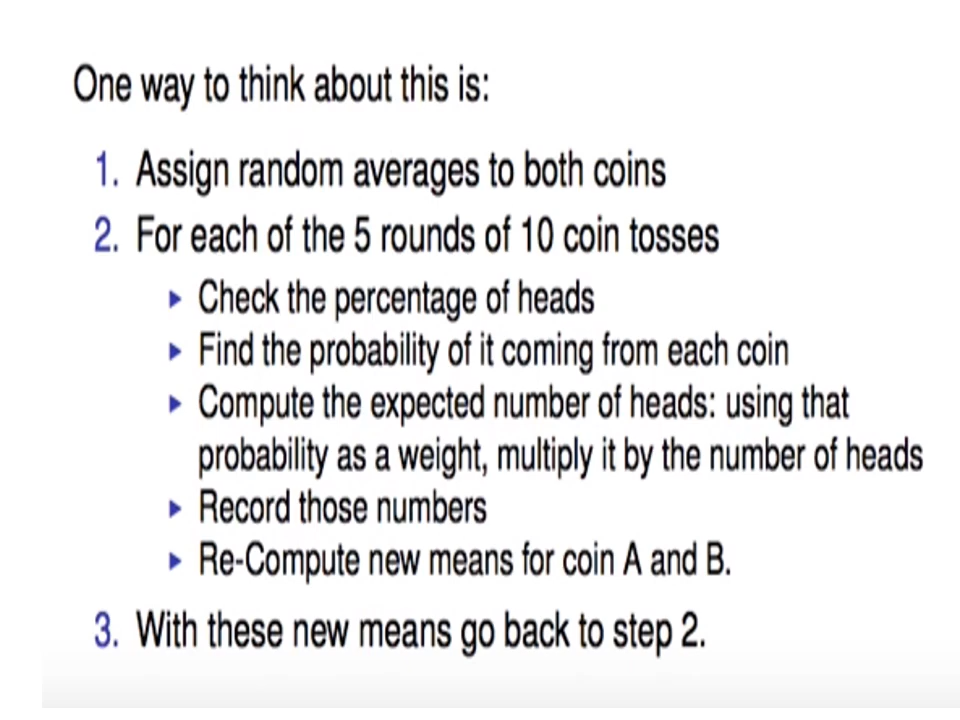 One way to think about this is:
1. Assign random averages to both coins
2. For each of the 5 rounds of 10 coin tosses
▶ Check the percentage of heads
▶ Find the probability of it coming from each coin
▶ Compute the expected number of heads: using that
probability as a weight, multiply it by the number of heads
▶ Record those numbers
▶ Re-Compute new means for coin A and B.
3. With these new means go back to step 2.